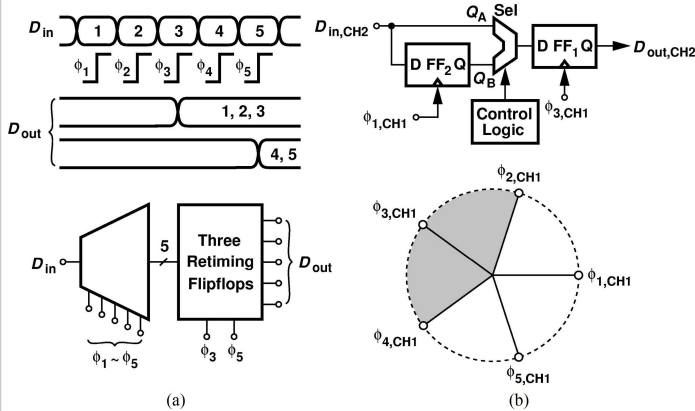 D_in 1 2 3 4 5
ϕ_1 ϕ_2 ϕ_3 ϕ_4 ϕ_5
D_out
1, 2, 3
4, 5
D_in
5
Three
Retiming
Flipflops
D_out
ϕ_1 ~ ϕ_5
ϕ_3 ϕ_5
(a)
D_in,CH2
Q_A Sel
D FF_2 Q
Q_B
D FF_1 Q
D_out,CH2
ϕ_1,CH1
Control
Logic
ϕ_3,CH1
ϕ_2,CH1
ϕ_3,CH1
ϕ_1,CH1
ϕ_4,CH1
ϕ_5,CH1
(b)